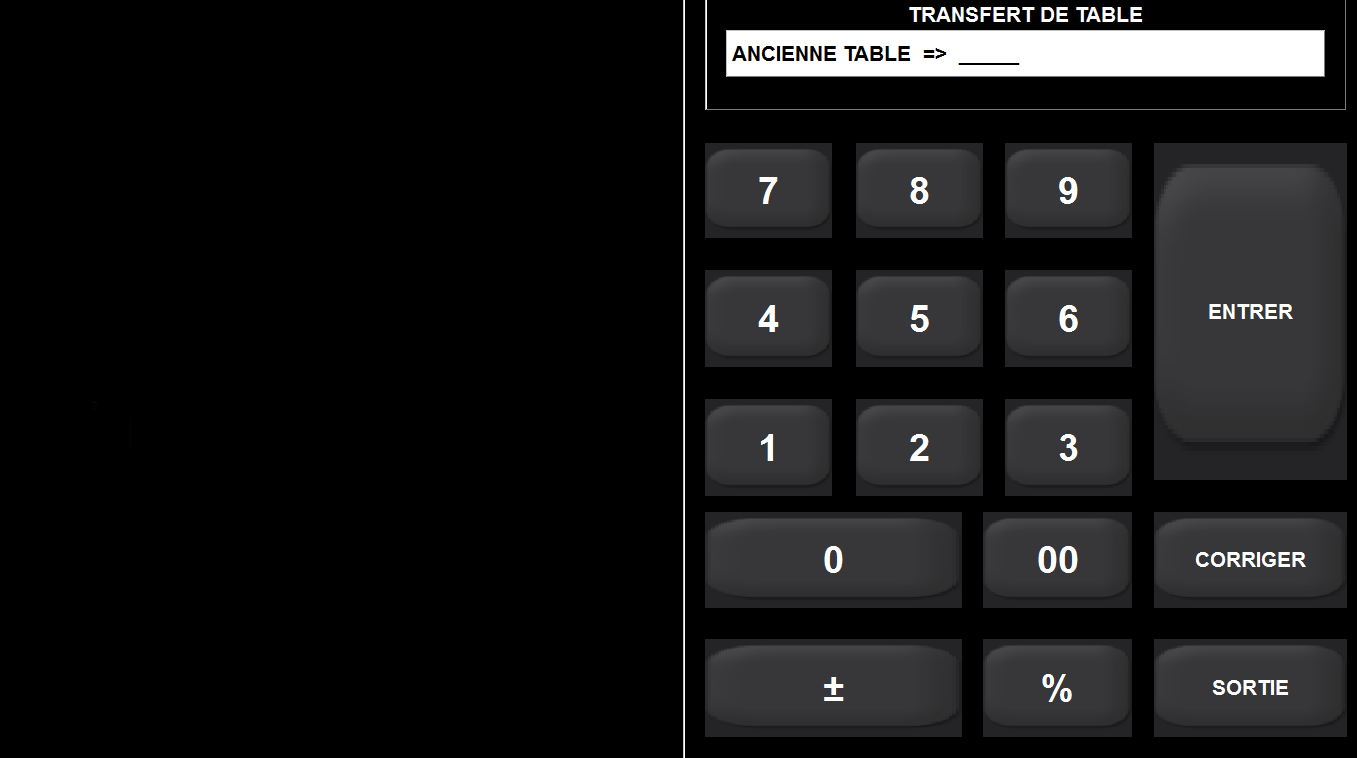 TRANSFERT DE TABLE
ANCIENNE TABLE => _____
7 8 9
ENTRER
4 5 6
1 2 3
0 00 CORRIGER
± % SORTIE